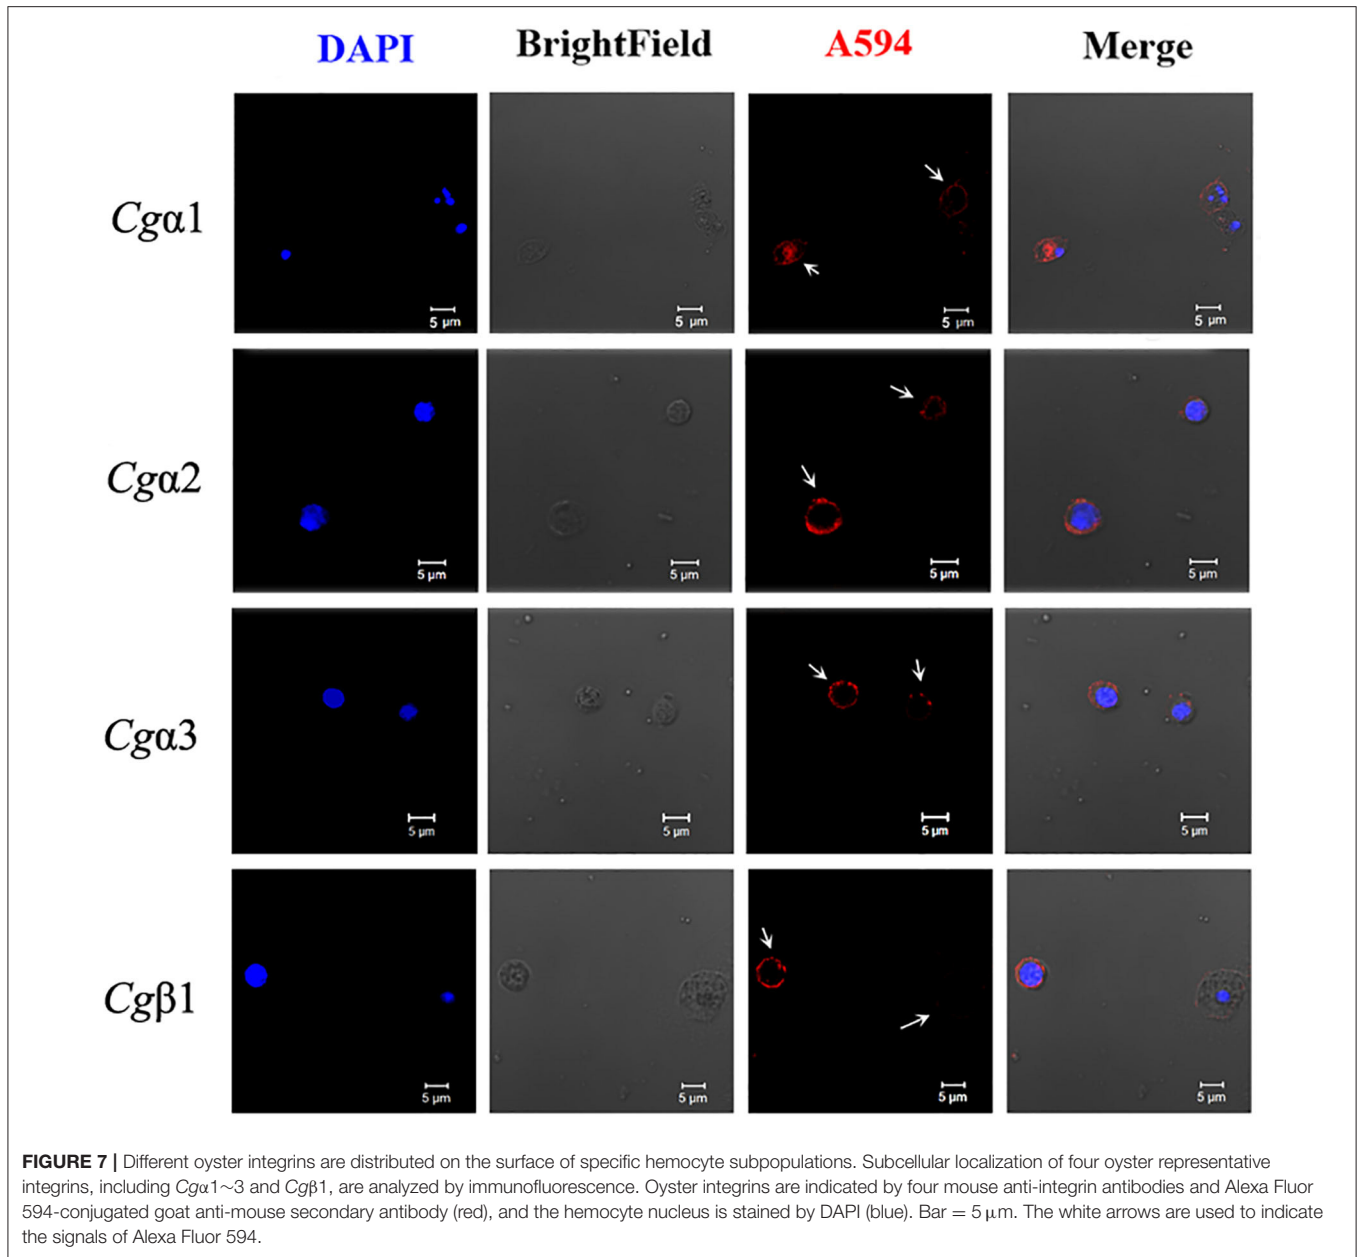 DAPI BrightField A594 Merge
Cgα1
5 μm 5 μm 5 μm 5 μm
Cgα2
5 μm 5 μm 5 μm 5 μm
Cgα3
5 μm 5 μm 5 μm 5 μm
Cgβ1
5 μm 5 μm 5 μm 5 μm
FIGURE 7 | Different oyster integrins are distributed on the surface of specific hemocyte subpopulations. Subcellular localization of four oyster representative
integrins, including Cgα1~3 and Cgβ1, are analyzed by immunofluorescence. Oyster integrins are indicated by four mouse anti-integrin antibodies and Alexa Fluor
594-conjugated goat anti-mouse secondary antibody (red), and the hemocyte nucleus is stained by DAPI (blue). Bar = 5 μm. The white arrows are used to indicate
the signals of Alexa Fluor 594.